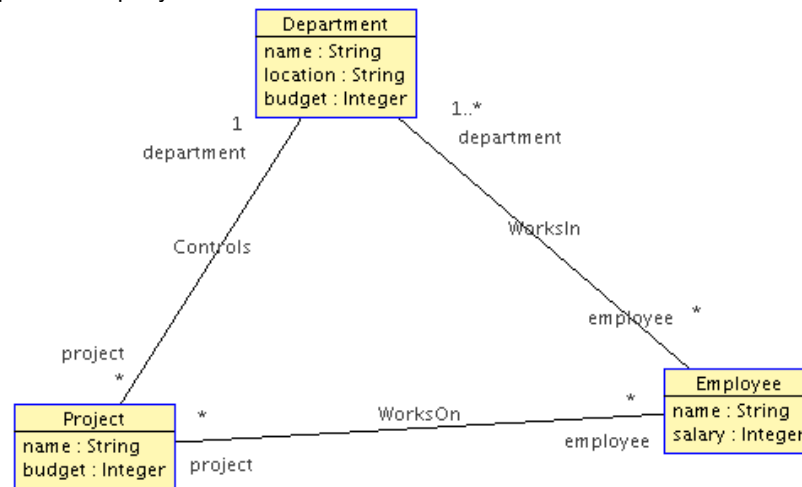 Department
name : String
location : String
budget : Integer
1
1..*
department
department
WorksIn
Controls
employee
*
project
*
Employee
name : String
salary : Integer
Project
name : String
budget : Integer
*
WorksOn
*
project
employee